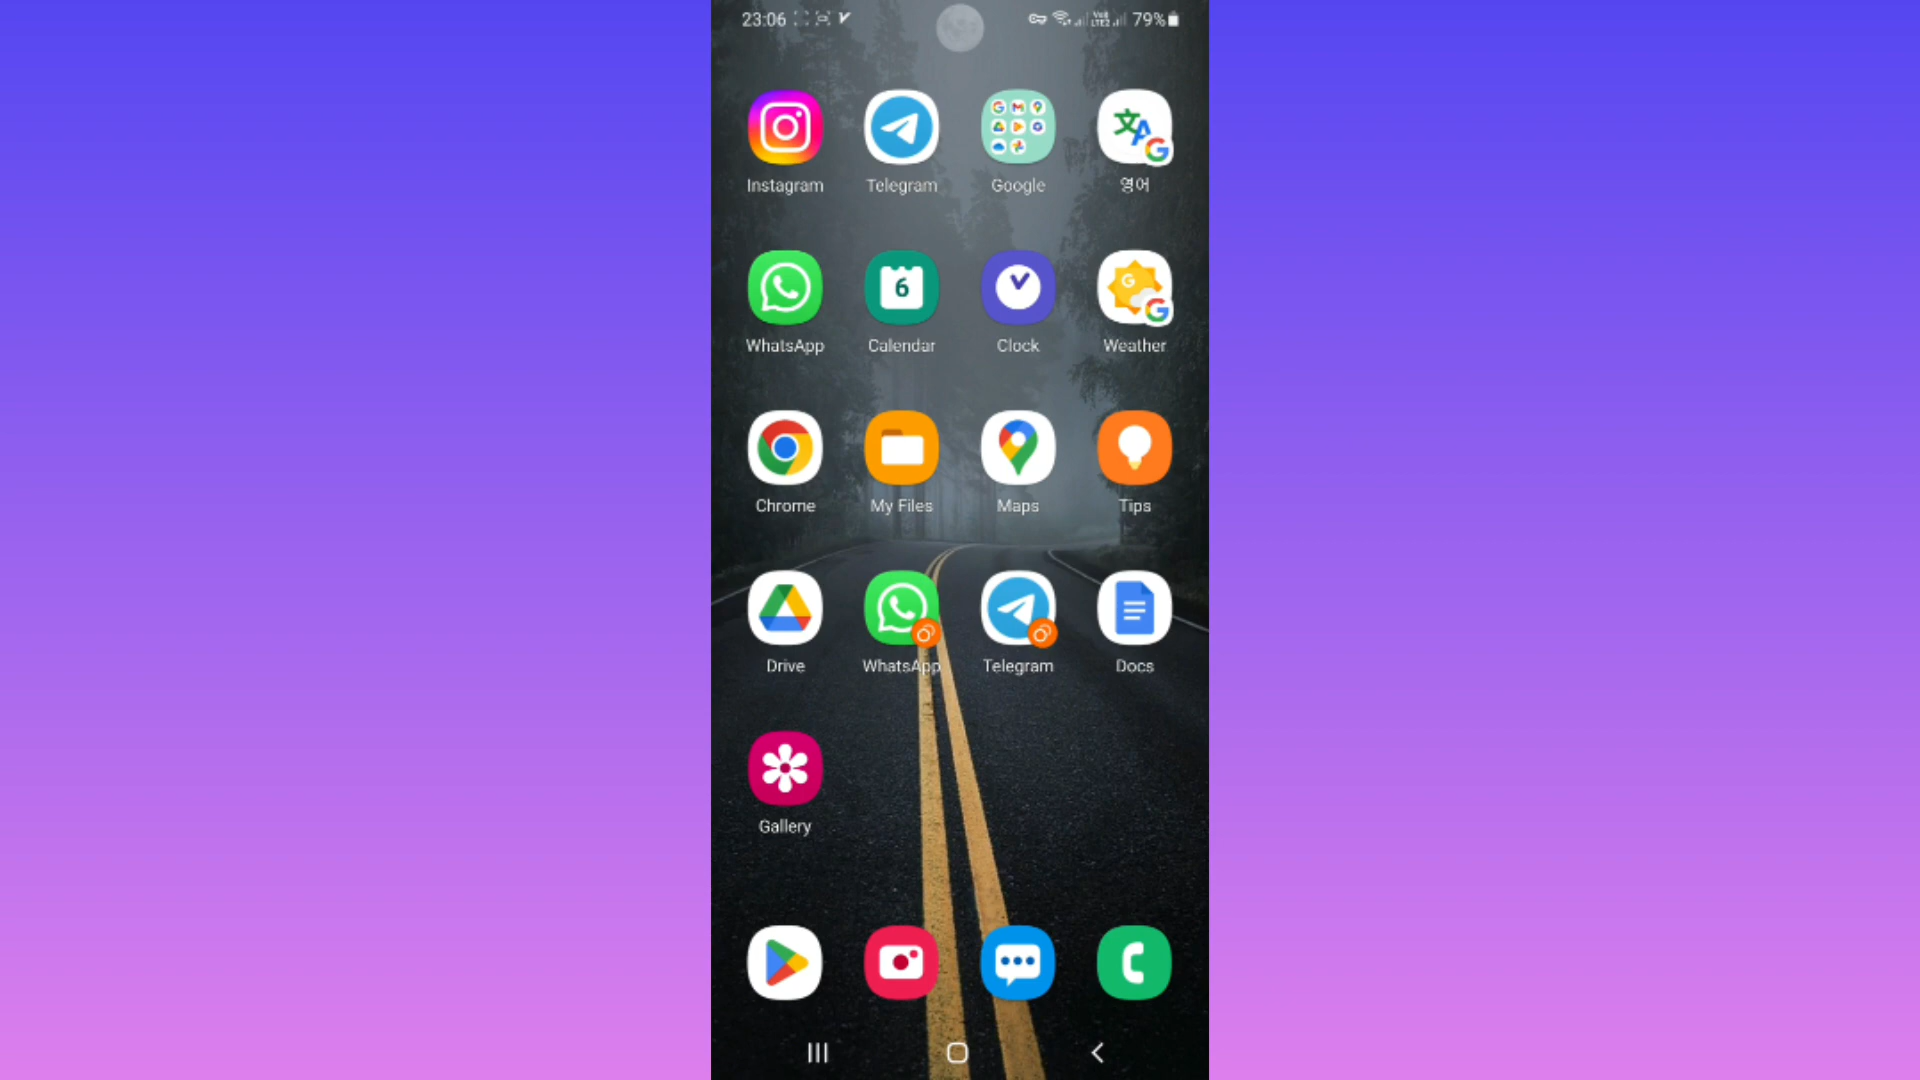 23:06 79%
Instagram Telegram Google 영어
WhatsApp Calendar Clock Weather
6
Chrome My Files Maps Tips
Drive WhatsApp Telegram Docs
Gallery